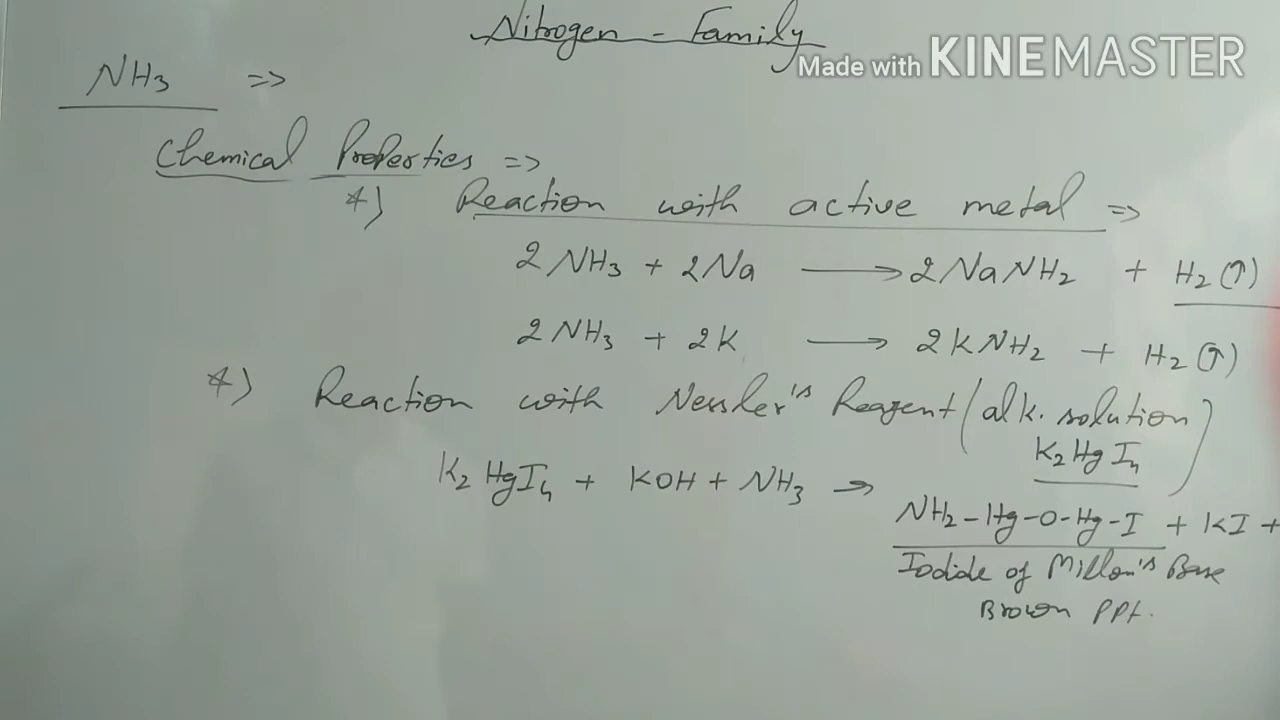 Nitrogen - Family
Made with KINEMASTER
NH3 =>
Chemical Properties =>
*) Reaction with active metal =>
2NH3 + 2Na ⟶ 2NaNH2 + H2(↑)
2NH3 + 2K ⟶ 2KNH2 + H2(↑)
*) Reaction with Nessler's Reagent (alk. solution
K2HgI4)
K2HgI4 + KOH + NH3 →
NH2-Hg-O-Hg-I + KI +
Iodide of Millon's Base
Brown PPt.